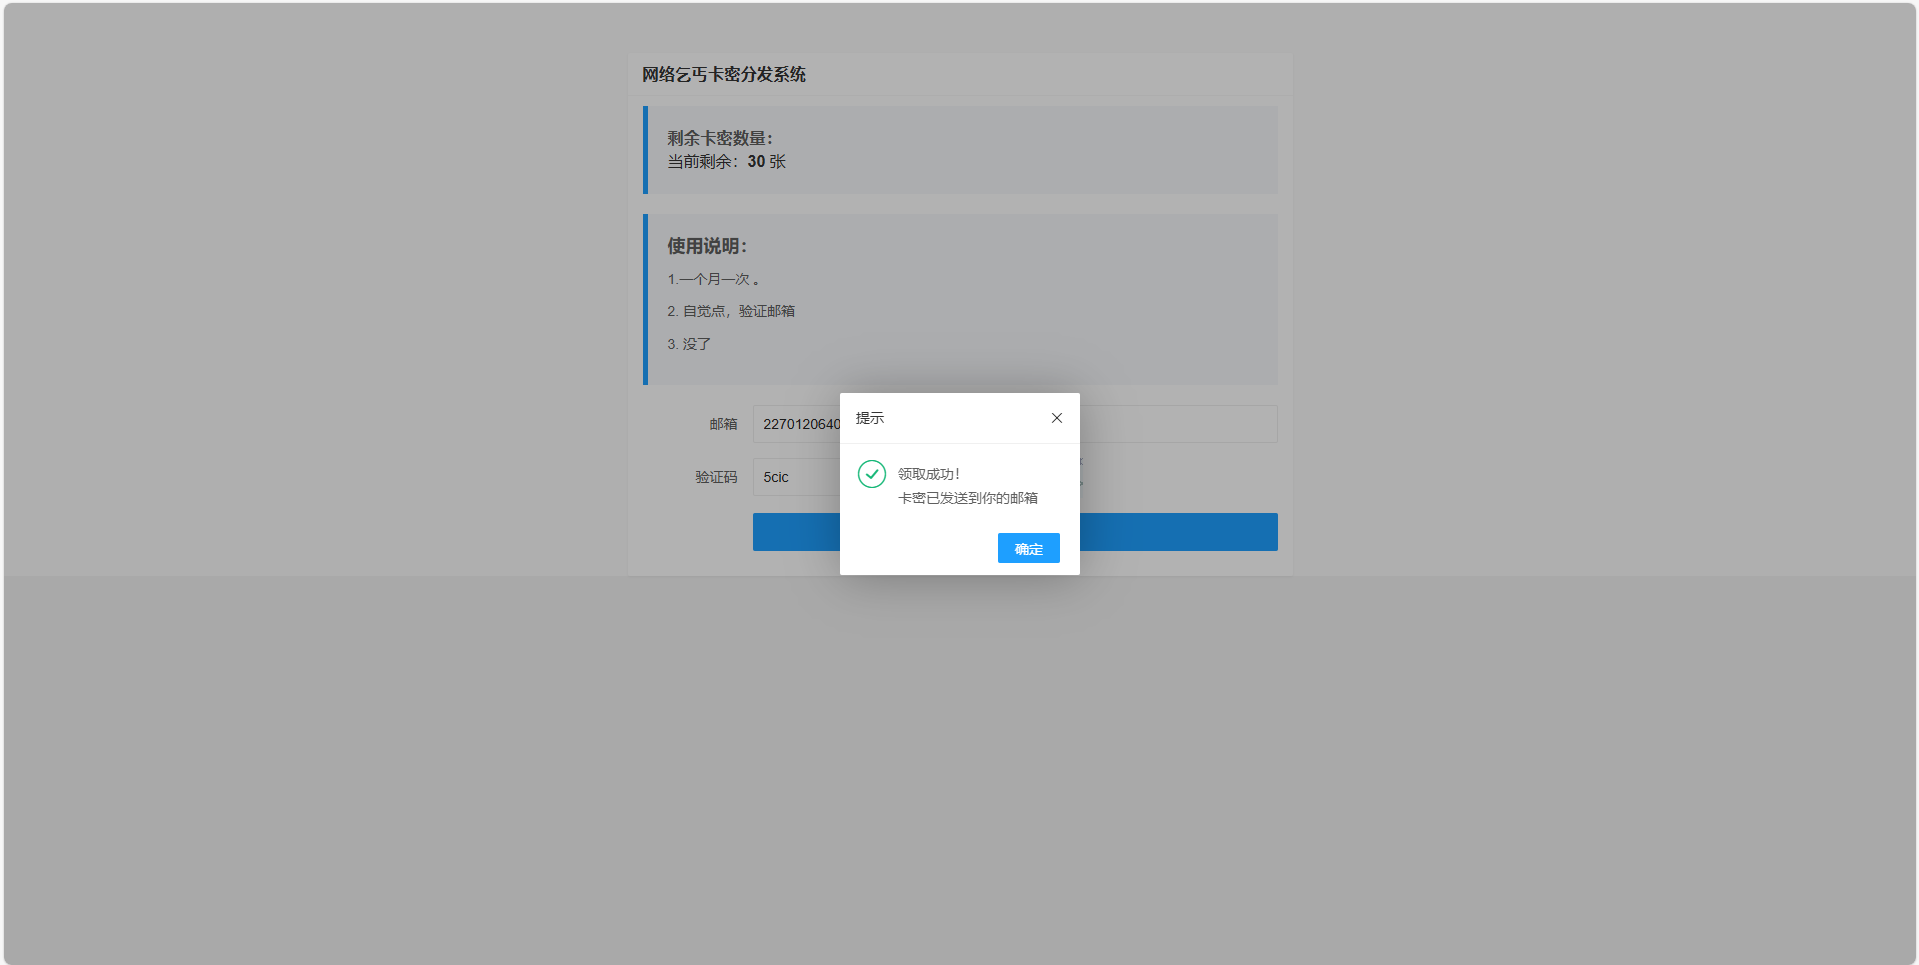 网络乞丐卡密分发系统
剩余卡密数量：
当前剩余：30 张
使用说明：
1.一个月一次 。
2. 自觉点，验证邮箱
3. 没了
邮箱
2270120640
验证码
5cic
提示
领取成功！
卡密已发送到你的邮箱
确定